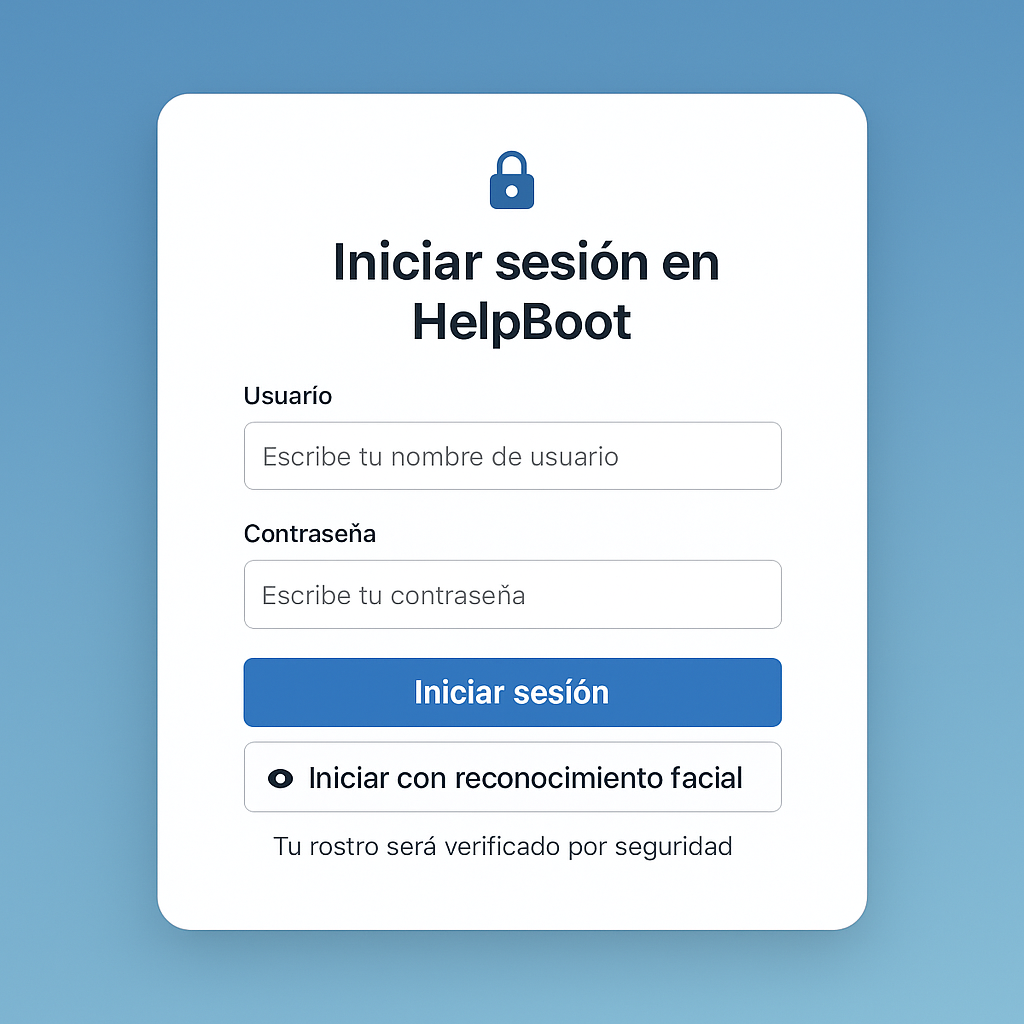 Iniciar sesión en
HelpBoot
Usuarío
Escribe tu nombre de usuario
Contraseňa
Escribe tu contraseňa
Iniciar sesíón
Iniciar con reconocimiento facial
Tu rostro será verificado por seguridad